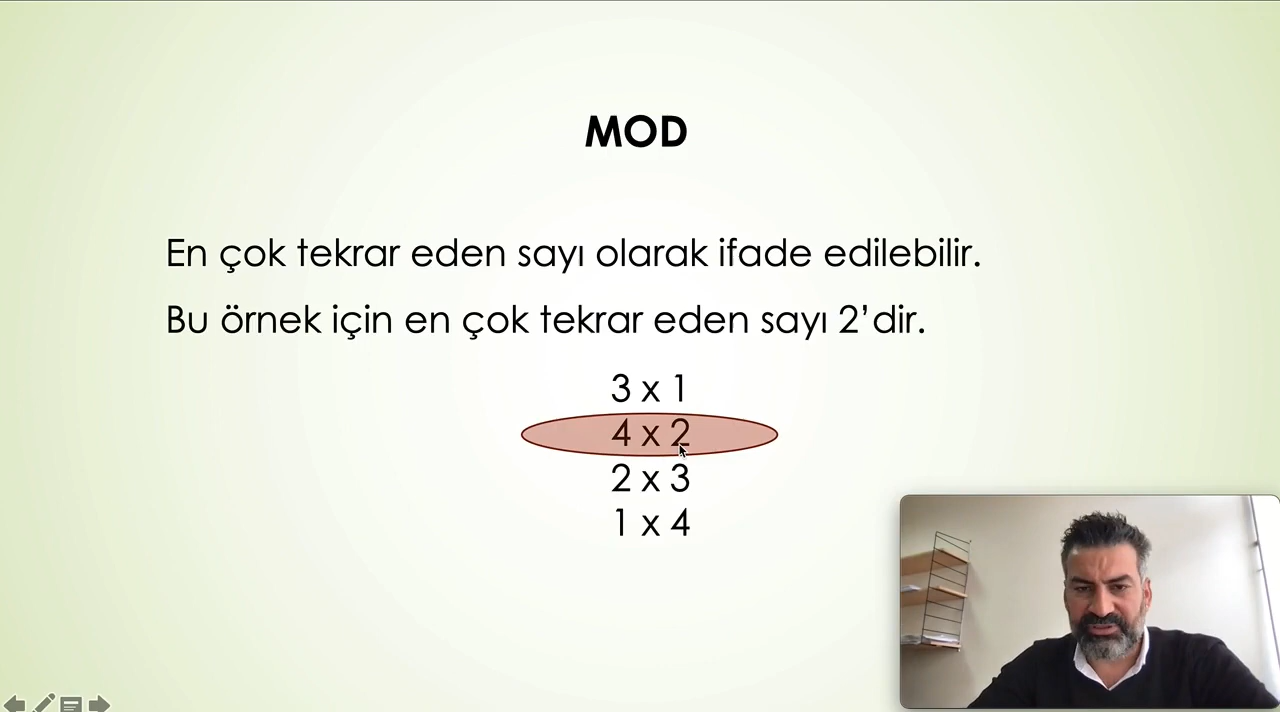 MOD
En çok tekrar eden sayı olarak ifade edilebilir.
Bu örnek için en çok tekrar eden sayı 2’dir.
3 x 1
4 x 2
2 x 3
1 x 4